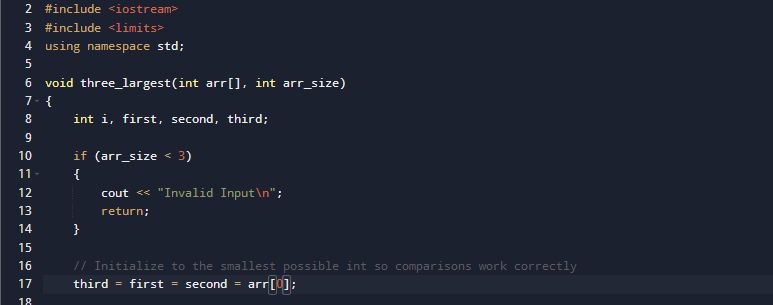 2 #include <iostream>
3 #include <limits>
4 using namespace std;
5
6 void three_largest(int arr[], int arr_size)
7 {
8     int i, first, second, third;
9
10     if (arr_size < 3)
11     {
12         cout << "Invalid Input\n";
13         return;
14     }
15
16     // Initialize to the smallest possible int so comparisons work correctly
17     third = first = second = arr[0];
18